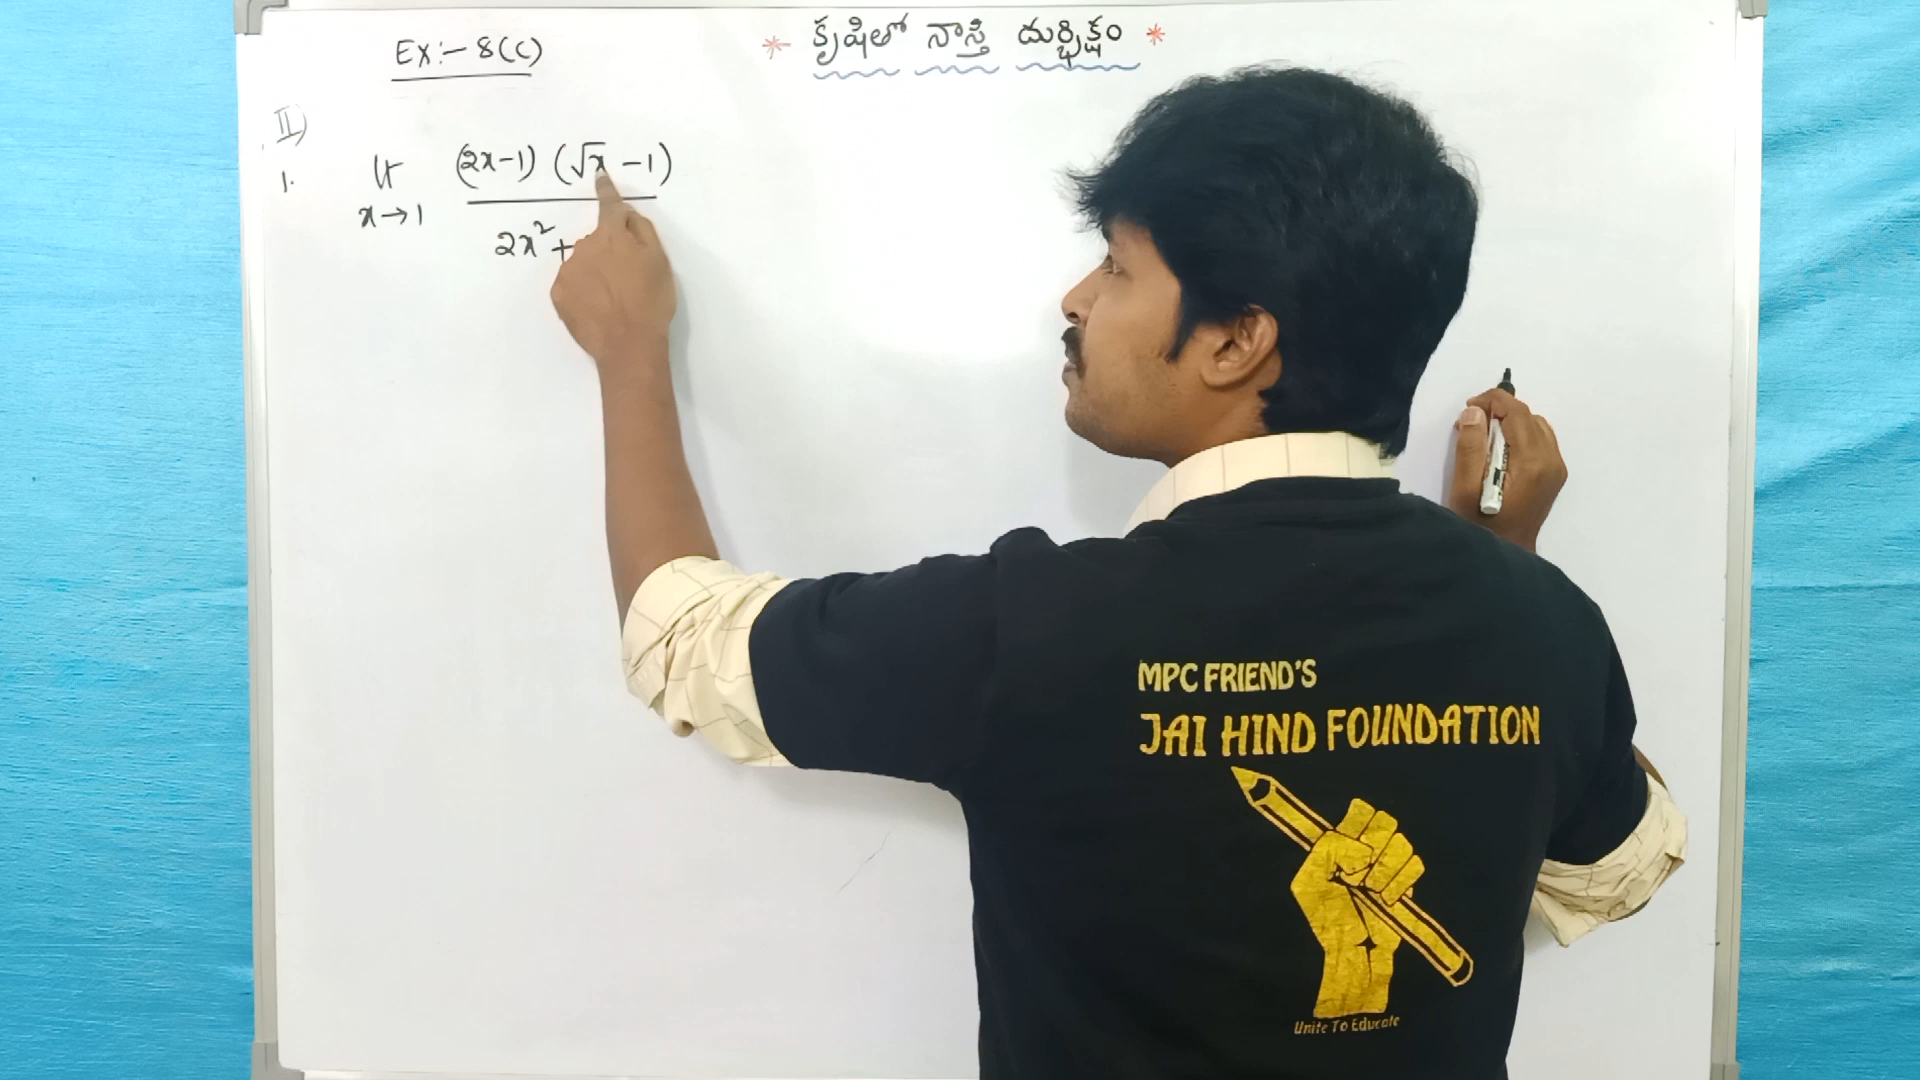 Ex:- 8(C)
* కృషితో నాస్తి దుర్భిక్షం *
II)
1. lt (2x-1) (√x -1)
x→1 2x² +
MPC FRIEND'S
JAI HIND FOUNDATION
Unite To Educate